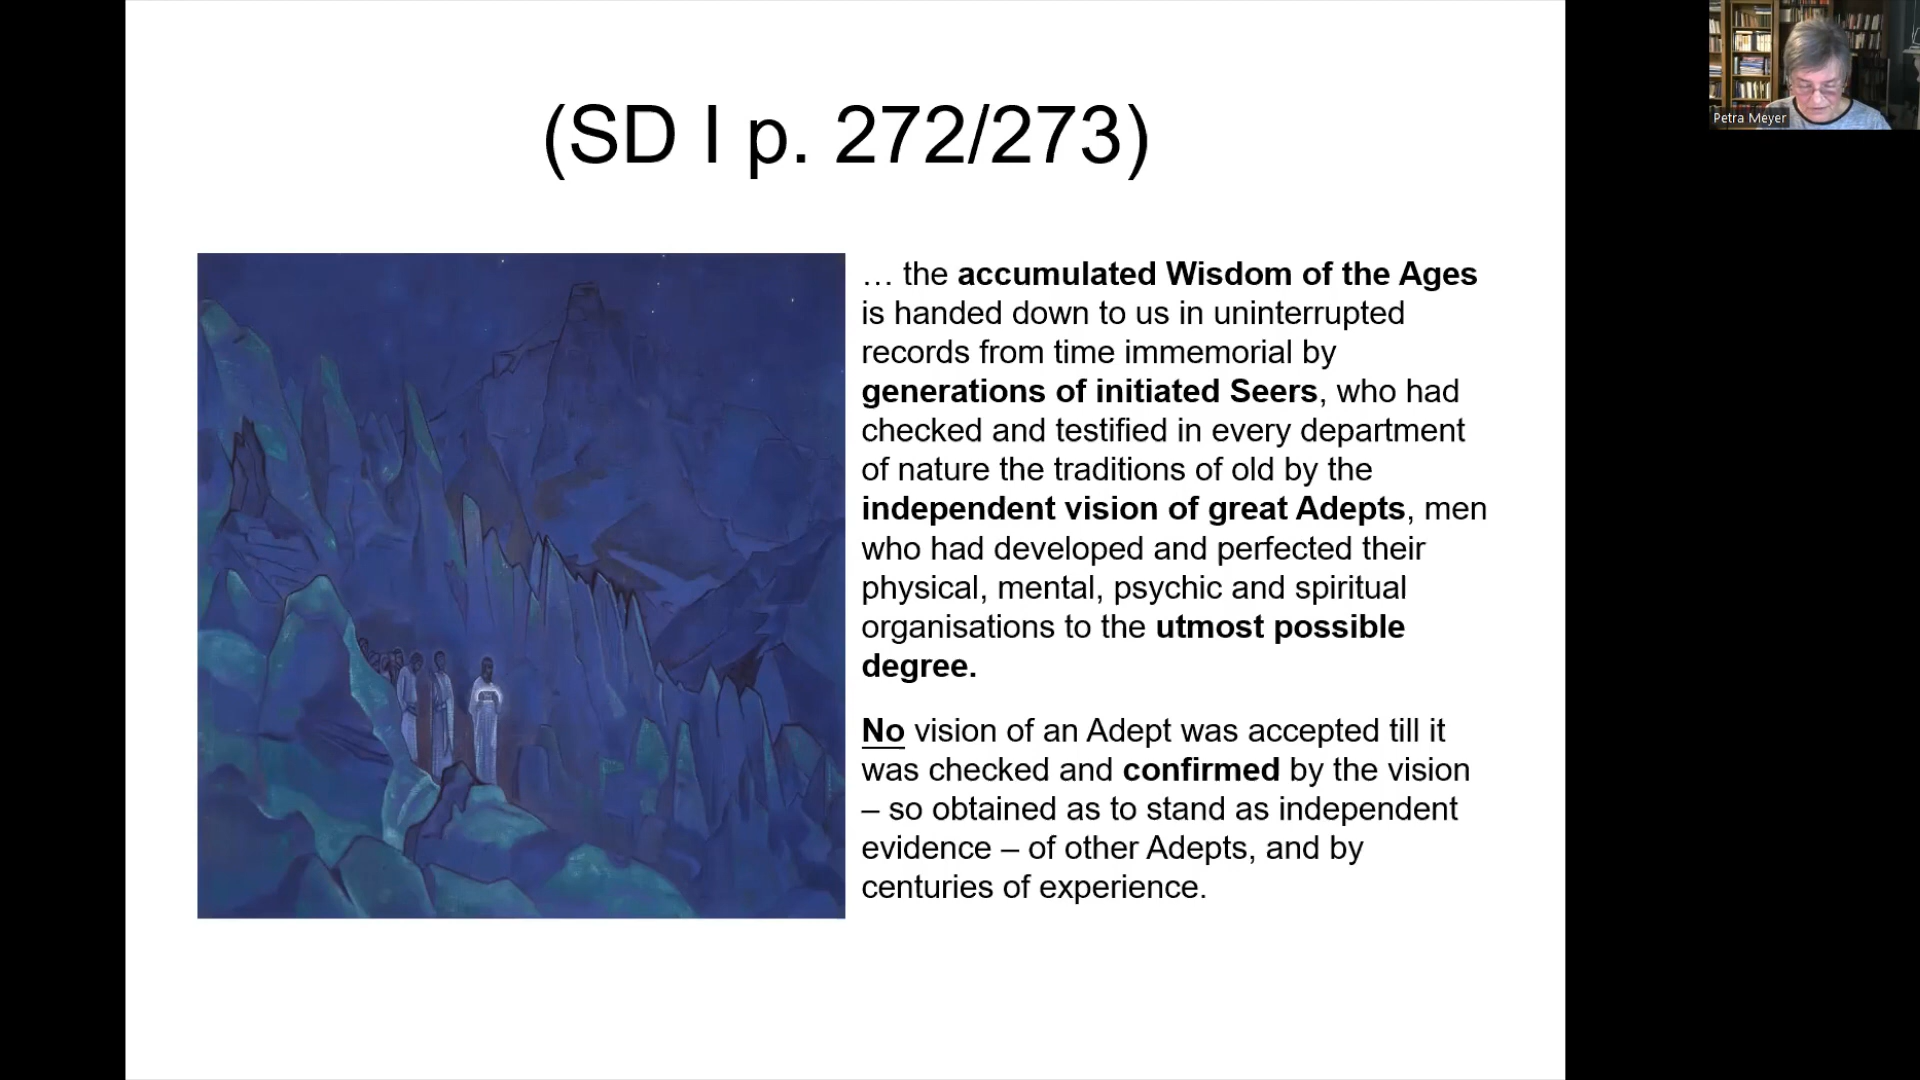 (SD I p. 272/273)
… the accumulated Wisdom of the Ages
is handed down to us in uninterrupted
records from time immemorial by
generations of initiated Seers, who had
checked and testified in every department
of nature the traditions of old by the
independent vision of great Adepts, men
who had developed and perfected their
physical, mental, psychic and spiritual
organisations to the utmost possible
degree.
No vision of an Adept was accepted till it
was checked and confirmed by the vision
– so obtained as to stand as independent
evidence – of other Adepts, and by
centuries of experience.
Petra Meyer